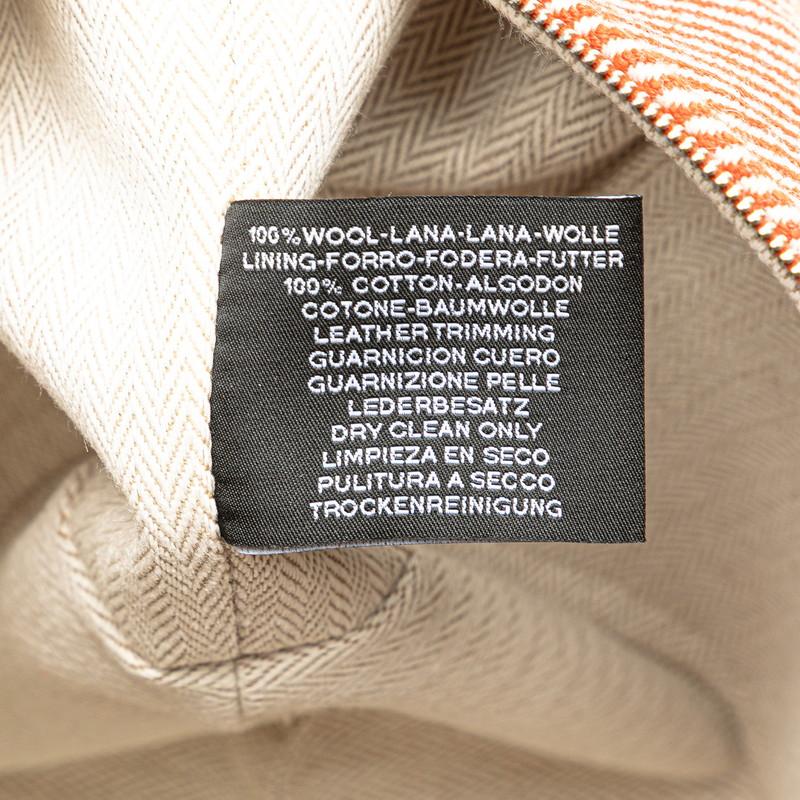 100% WOOL-LANA-LANA-WOLLE
LINING-FORRO-FODERA-FUTTER
100% COTTON-ALGODON
COTONE-BAUMWOLLE
LEATHER TRIMMING
GUARNICION CUERO
GUARNIZIONE PELLE
LEDERBESATZ
DRY CLEAN ONLY
LIMPIEZA EN SECO
PULITURA A SECCO
TROCKENREINIGUNG